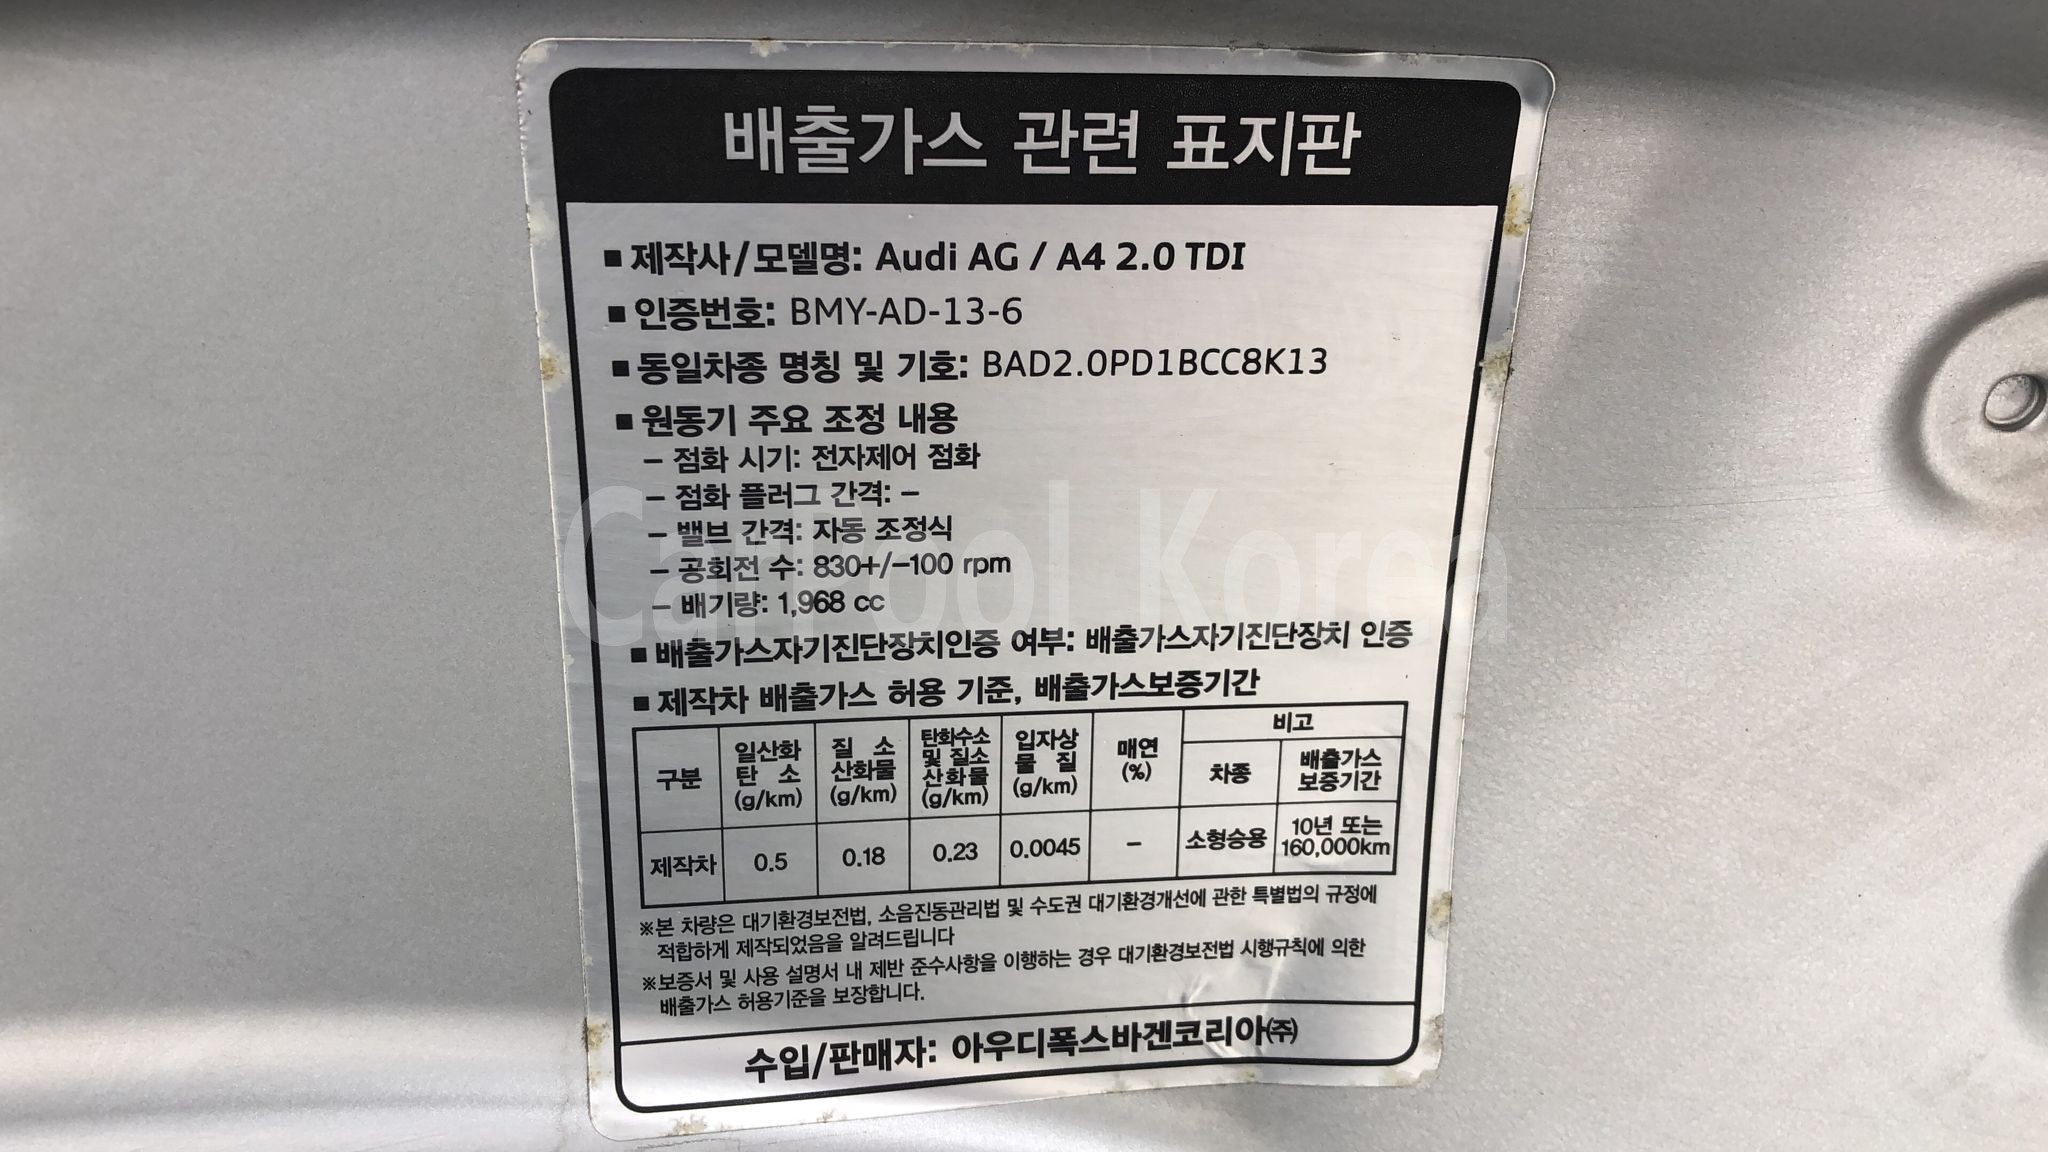 배출가스 관련 표지판
■ 제작사/모델명: Audi AG / A4 2.0 TDI
■ 인증번호: BMY-AD-13-6
■ 동일차종 명칭 및 기호: BAD2.0PD1BCC8K13
■ 원동기 주요 조정 내용
– 점화 시기: 전자제어 점화
– 점화 플러그 간격: –
– 밸브 간격: 자동 조정식
– 공회전 수: 830+/-100 rpm
– 배기량: 1,968 cc
CarPool Korea
■ 배출가스자기진단장치인증 여부: 배출가스자기진단장치 인증
■ 제작차 배출가스 허용 기준, 배출가스보증기간
구분 일산화탄소 (g/km) 질소산화물 (g/km) 탄화수소 및 질소산화물 (g/km) 입자상물질 (g/km) 매연 (%) 비고
차종 배출가스 보증기간
제작차 0.5 0.18 0.23 0.0045 – 소형승용 10년 또는 160,000km
※본 차량은 대기환경보전법, 소음진동관리법 및 수도권 대기환경개선에 관한 특별법의 규정에
적합하게 제작되었음을 알려드립니다
※보증서 및 사용 설명서 내 제반 준수사항을 이행하는 경우 대기환경보전법 시행규칙에 의한
배출가스 허용기준을 보장합니다.
수입/판매자: 아우디폭스바겐코리아㈜